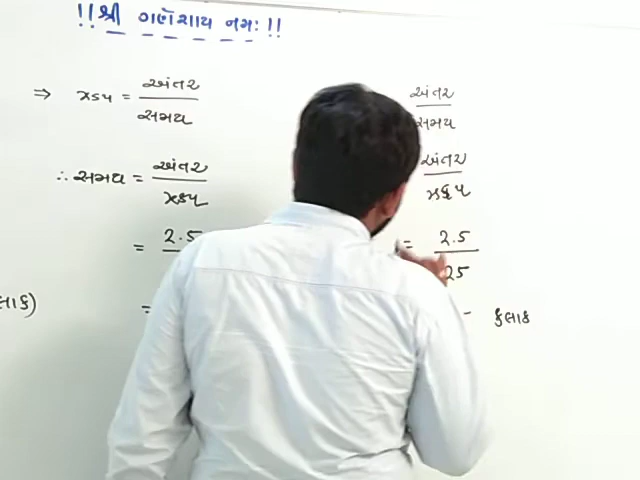 !! શ્રી ગણેશાય નમઃ !!
⇒ ઝડપ = અંતર
સમય
∴ સમય = અંતર
ઝડપ
= 2.5
=
લાક)
અંતર
સમય
અંતર
ઝડપ
= 2.5
25
કલાક